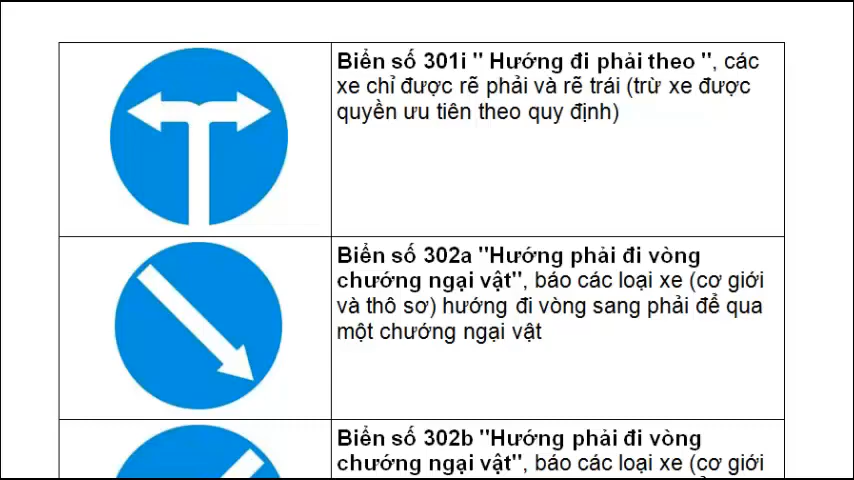 Biển số 301i " Hướng đi phải theo ", các
xe chỉ được rẽ phải và rẽ trái (trừ xe được
quyền ưu tiên theo quy định)
Biển số 302a "Hướng phải đi vòng
chướng ngại vật", báo các loại xe (cơ giới
và thô sơ) hướng đi vòng sang phải để qua
một chướng ngại vật
Biển số 302b "Hướng phải đi vòng
chướng ngại vật", báo các loại xe (cơ giới